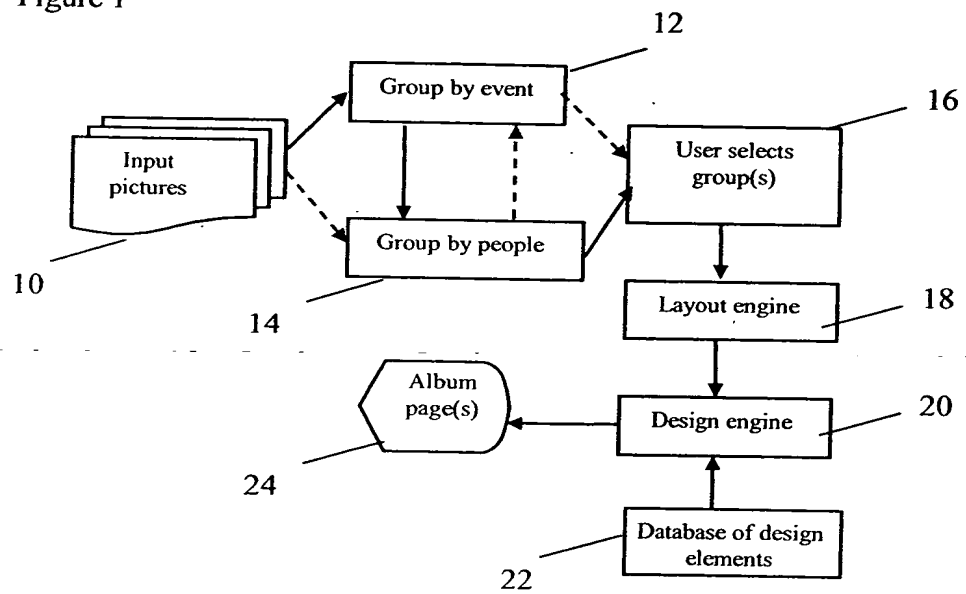 Figure 1
12
Group by event
16
Input
pictures
User selects
group(s)
Group by people
10
14
Layout engine
18
Album
page(s)
Design engine
20
24
Database of design
elements
22